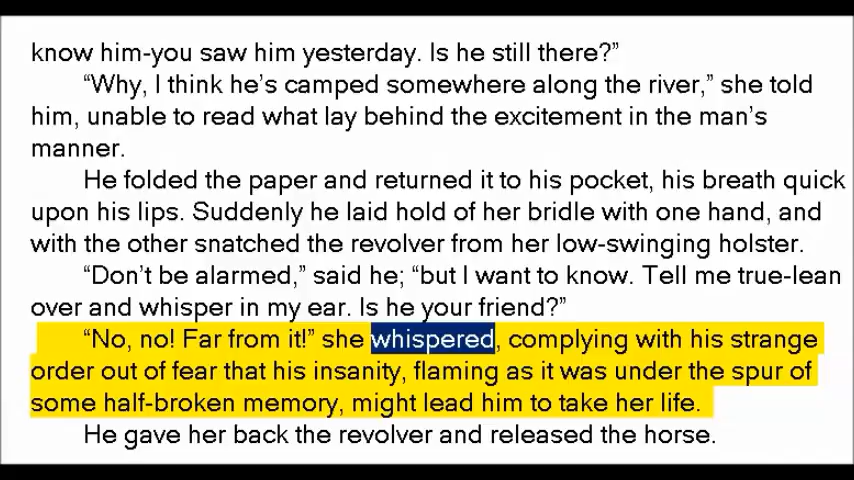 know him-you saw him yesterday. Is he still there?”
“Why, I think he’s camped somewhere along the river,” she told
him, unable to read what lay behind the excitement in the man’s
manner.
He folded the paper and returned it to his pocket, his breath quick
upon his lips. Suddenly he laid hold of her bridle with one hand, and
with the other snatched the revolver from her low-swinging holster.
“Don’t be alarmed,” said he; “but I want to know. Tell me true-lean
over and whisper in my ear. Is he your friend?”
“No, no! Far from it!” she whispered, complying with his strange
order out of fear that his insanity, flaming as it was under the spur of
some half-broken memory, might lead him to take her life.
He gave her back the revolver and released the horse.